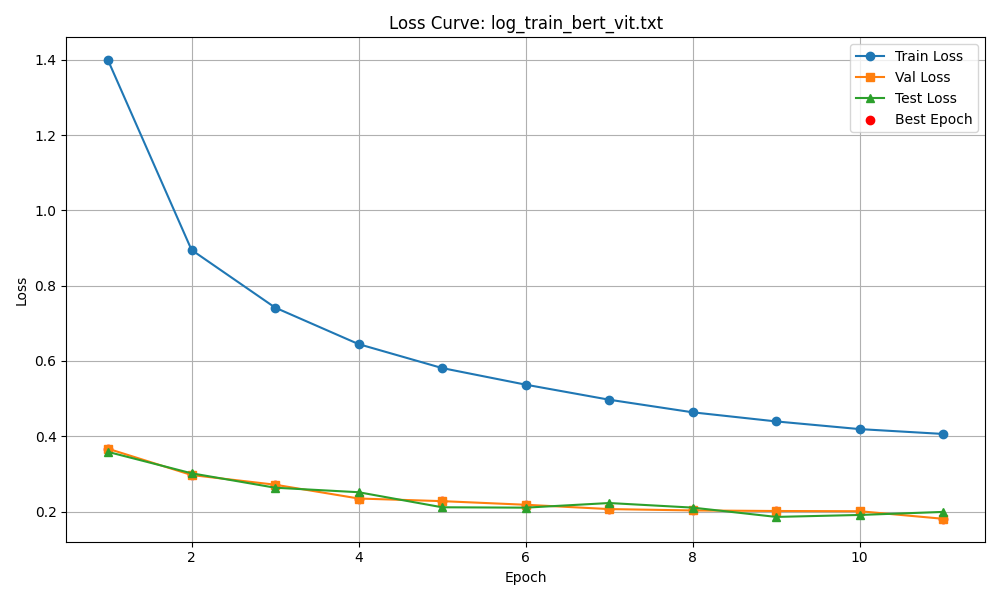 Loss Curve: log_train_bert_vit.txt
Train Loss
Val Loss
Test Loss
Best Epoch
Loss
1.4
1.2
1.0
0.8
0.6
0.4
0.2
2 4 6 8 10
Epoch